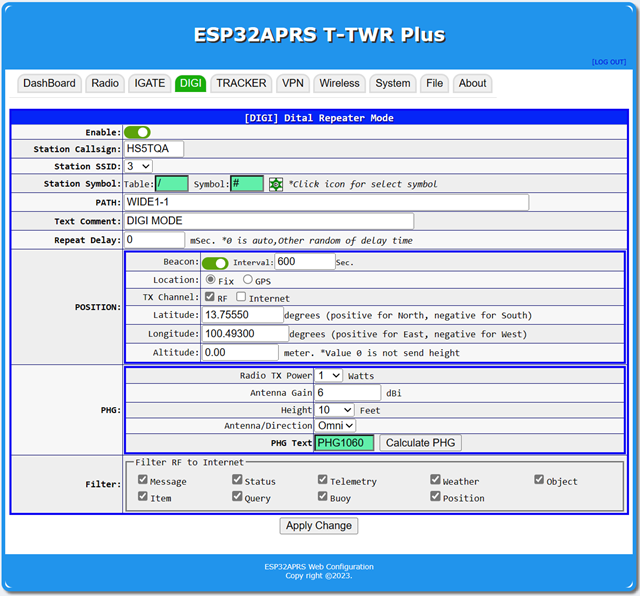 ESP32APRS T-TWR Plus
[LOG OUT]
DashBoard Radio IGATE DIGI TRACKER VPN Wireless System File About
[DIGI] Dital Repeater Mode
Enable:
Station Callsign: HS5TQA
Station SSID: 3
Station Symbol: Table: / Symbol: # *Click icon for select symbol
PATH: WIDE1-1
Text Comment: DIGI MODE
Repeat Delay: 0 mSec. *0 is auto,Other random of delay time
POSITION:
Beacon: Interval: 600 Sec.
Location: Fix GPS
TX Channel: RF Internet
Latitude: 13.75550 degrees (positive for North, negative for South)
Longitude: 100.49300 degrees (positive for East, negative for West)
Altitude: 0.00 meter. *Value 0 is not send height
PHG:
Radio TX Power 1 Watts
Antenna Gain 6 dBi
Height 10 Feet
Antenna/Direction Omni
PHG Text PHG1060 Calculate PHG
Filter:
Filter RF to Internet
Message Status Telemetry Weather Object
Item Query Buoy Position
Apply Change
ESP32APRS Web Configuration
Copy right ©2023.